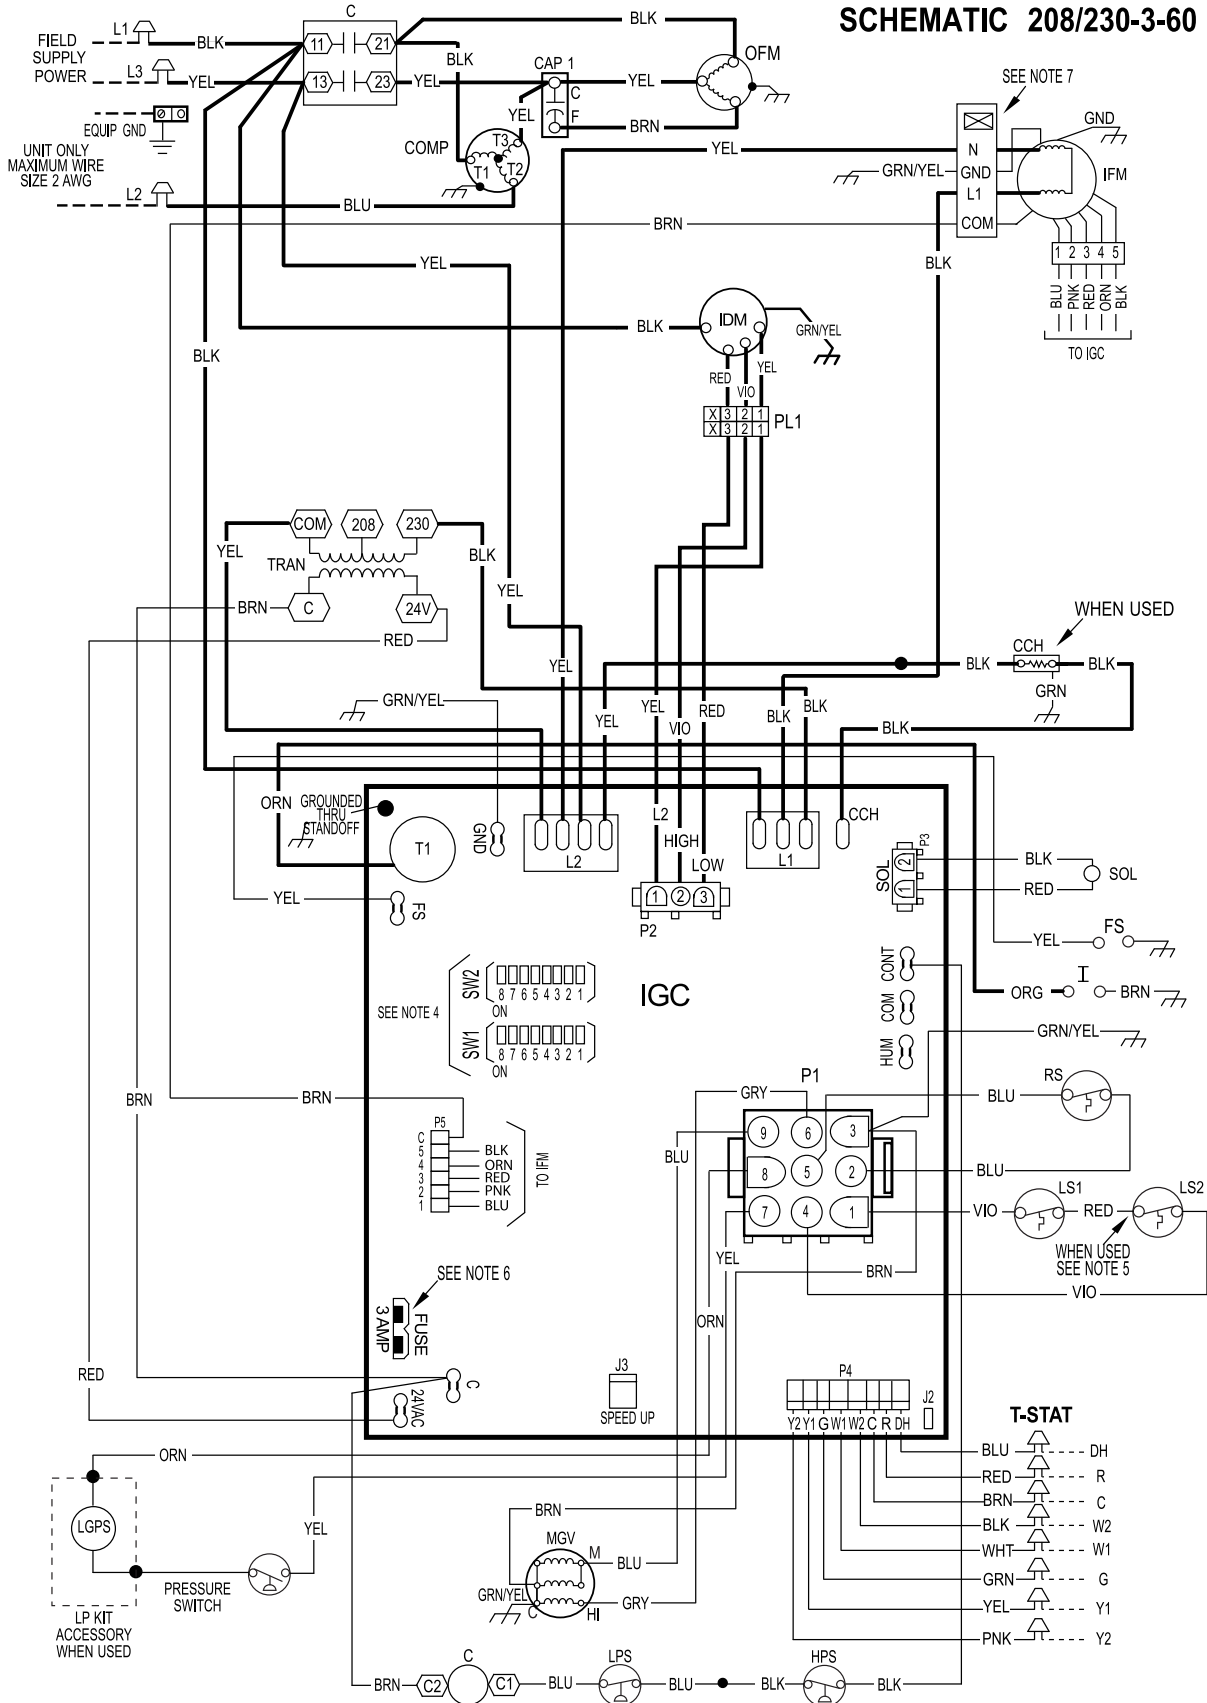 SCHEMATIC 208/230-3-60
C
L1
FIELD
SUPPLY
POWER
BLK
11
21
BLK
BLK
CAP 1
OFM
SEE NOTE 7
L3
YEL
13
23
YEL
C
YEL
F
BRN
EQUIP GND
YEL
COMP
T3
T1
T2
UNIT ONLY
MAXIMUM WIRE
SIZE 2 AWG
L2
BLU
YEL
N
GND
GRN/YEL
GND
IFM
L1
BRN
COM
1 2 3 4 5
BLU
PNK
RED
ORN
BLK
TO IGC
YEL
BLK
BLK
BLK
IDM
GRN/YEL
RED
VIO
YEL
X 3 2 1
X 3 2 1
PL1
COM
208
230
YEL
TRAN
BLK
YEL
BRN
C
24V
RED
WHEN USED
CCH
BLK
BLK
GRN
YEL
GRN/YEL
YEL
YEL
VIO
RED
BLK
BLK
BLK
ORN
GROUNDED
THRU
STANDOFF
T1
GND
L2
L2
HIGH
LOW
L1
CCH
P3
2
1
SOL
BLK
RED
SOL
YEL
FS
1 2 3
P2
YEL
FS
CONT
COM
HUM
ORG
I
BRN
GRN/YEL
SEE NOTE 4
SW2
8 7 6 5 4 3 2 1
ON
SW1
8 7 6 5 4 3 2 1
ON
IGC
P1
GRY
BLU
RS
BRN
BRN
P5
C
5 BLK
4 ORN
3 RED
2 PNK
1 BLU
TO IFM
BLU
9 6 3
8 5 2
7 4 1
BLU
VIO
LS1
RED
LS2
WHEN USED
SEE NOTE 5
VIO
YEL
BRN
SEE NOTE 6
FUSE
3 AMP
ORN
RED
C
24VAC
J3
SPEED UP
P4
Y2 Y1 G W1 W2 C R DH
J2
T-STAT
BLU DH
RED R
BRN C
BLK W2
WHT W1
GRN G
YEL Y1
PNK Y2
ORN
LGPS
YEL
PRESSURE
SWITCH
LP KIT
ACCESSORY
WHEN USED
BRN
MGV
M
BLU
GRN/YEL
C
HI
GRY
BRN
C2
C
C1
BLU
LPS
BLU
BLK
HPS
BLK